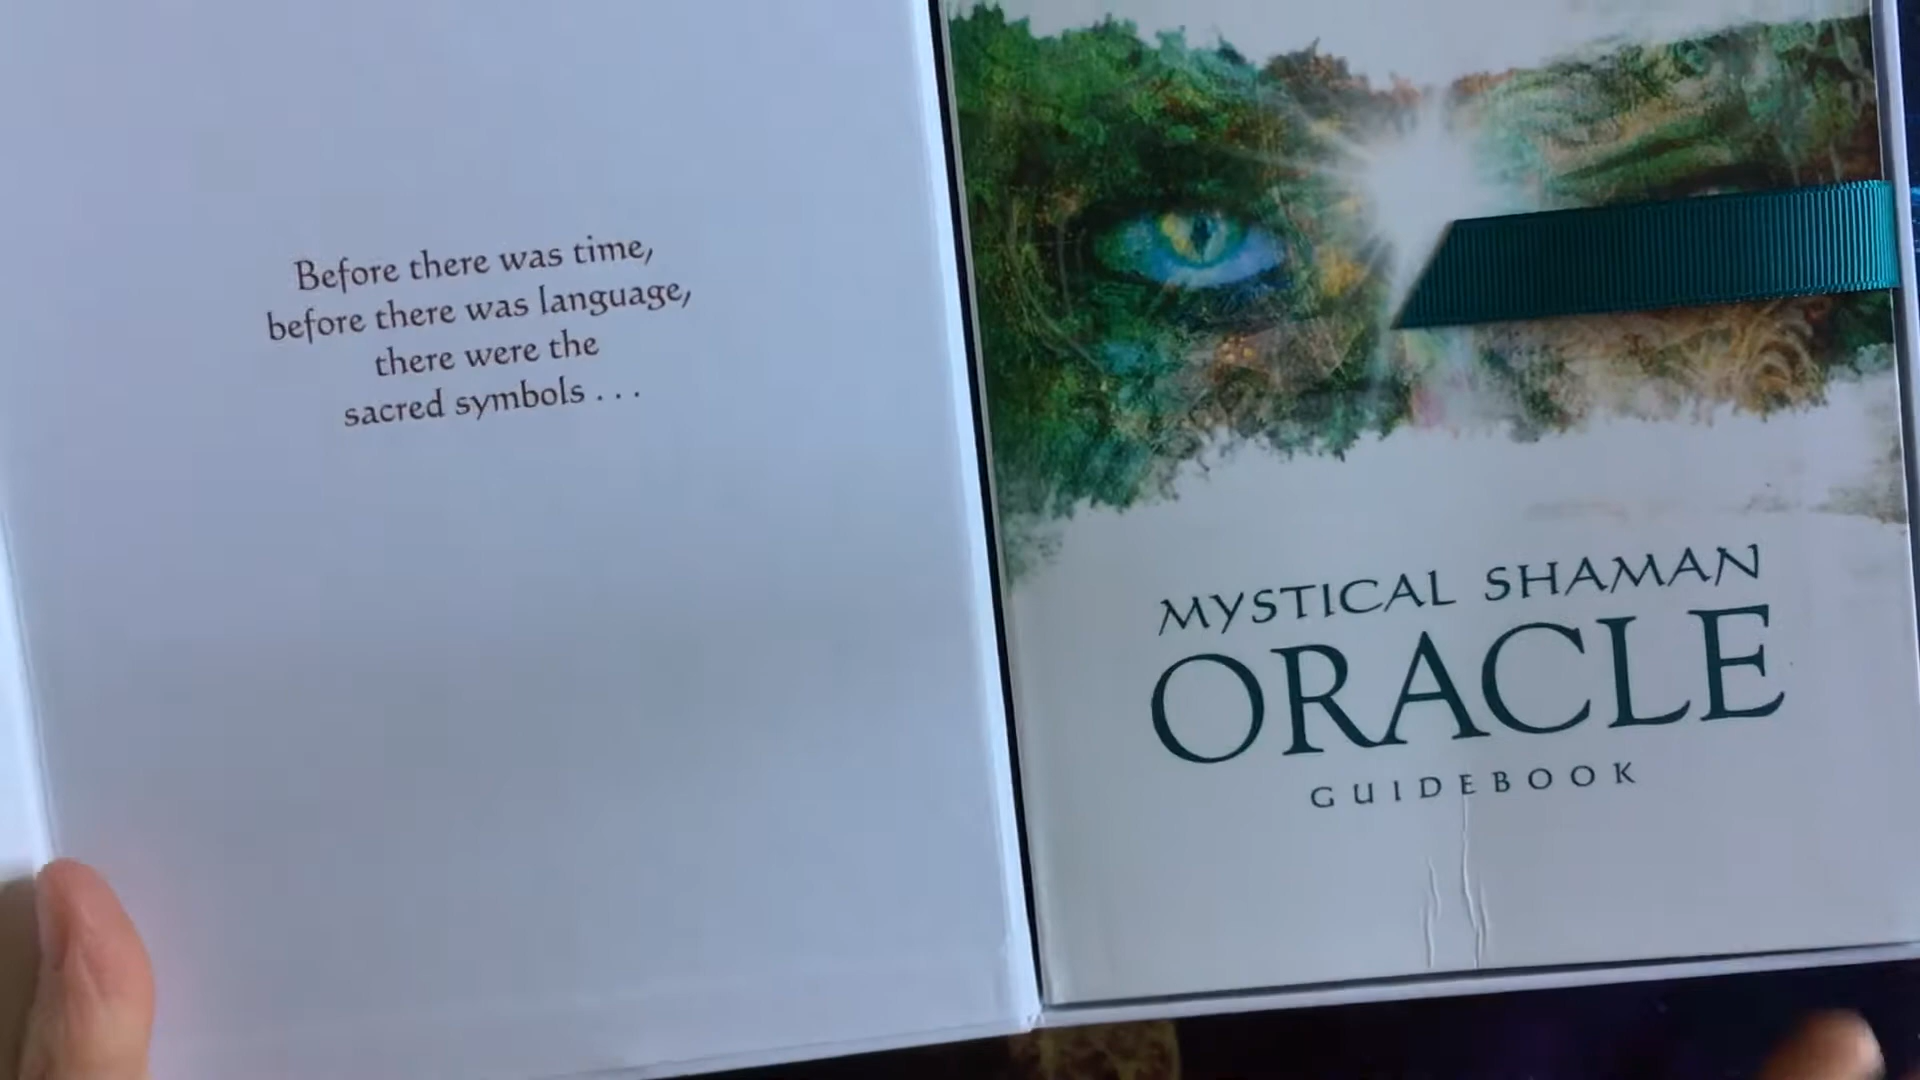 Before there was time,
before there was language,
there were the
sacred symbols . . .
MYSTICAL SHAMAN
ORACLE
GUIDEBOOK